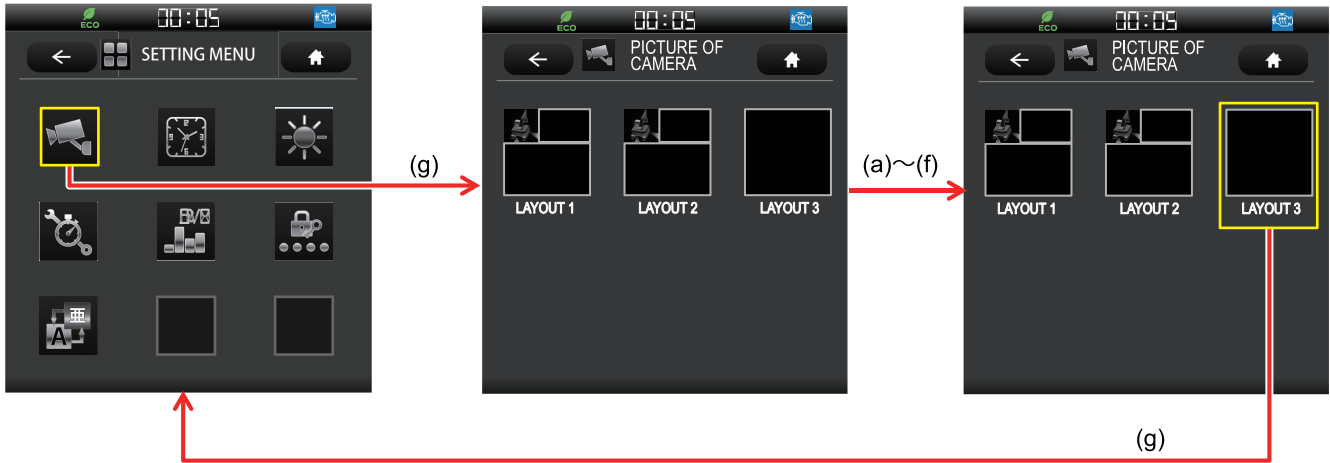 ECO
00:05
SETTING MENU
A
亜
(g)
ECO
00:05
PICTURE OF
CAMERA
LAYOUT 1
LAYOUT 2
LAYOUT 3
(a)~(f)
ECO
00:05
PICTURE OF
CAMERA
LAYOUT 1
LAYOUT 2
LAYOUT 3
(g)